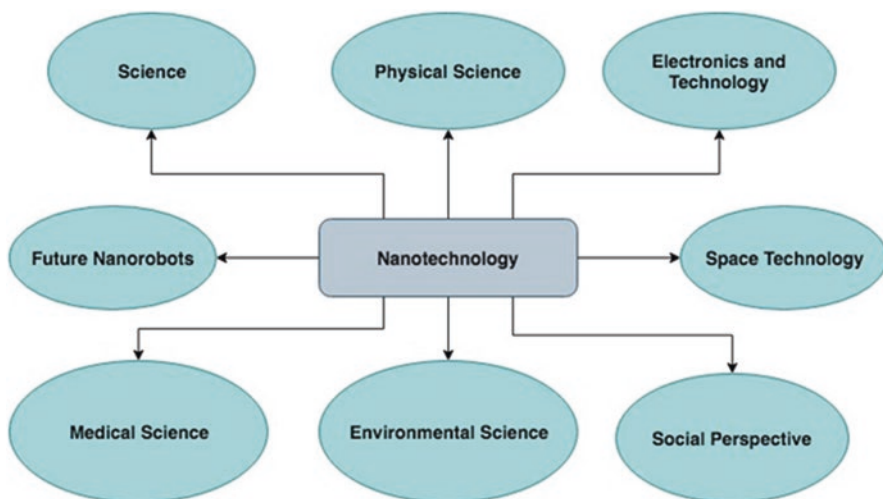 Science
Physical Science
Electronics and
Technology
Future Nanorobots
Nanotechnology
Space Technology
Medical Science
Environmental Science
Social Perspective